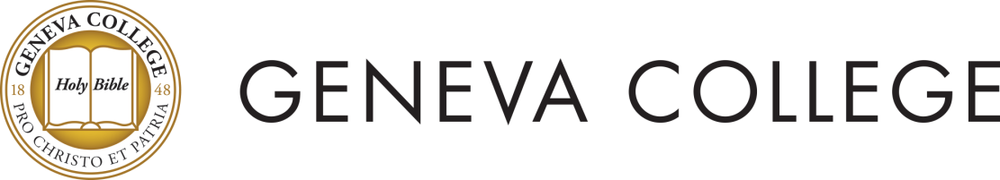 GENEVA COLLEGE
Holy Bible
18 48
PRO CHRISTO ET PATRIA
GENEVA COLLEGE